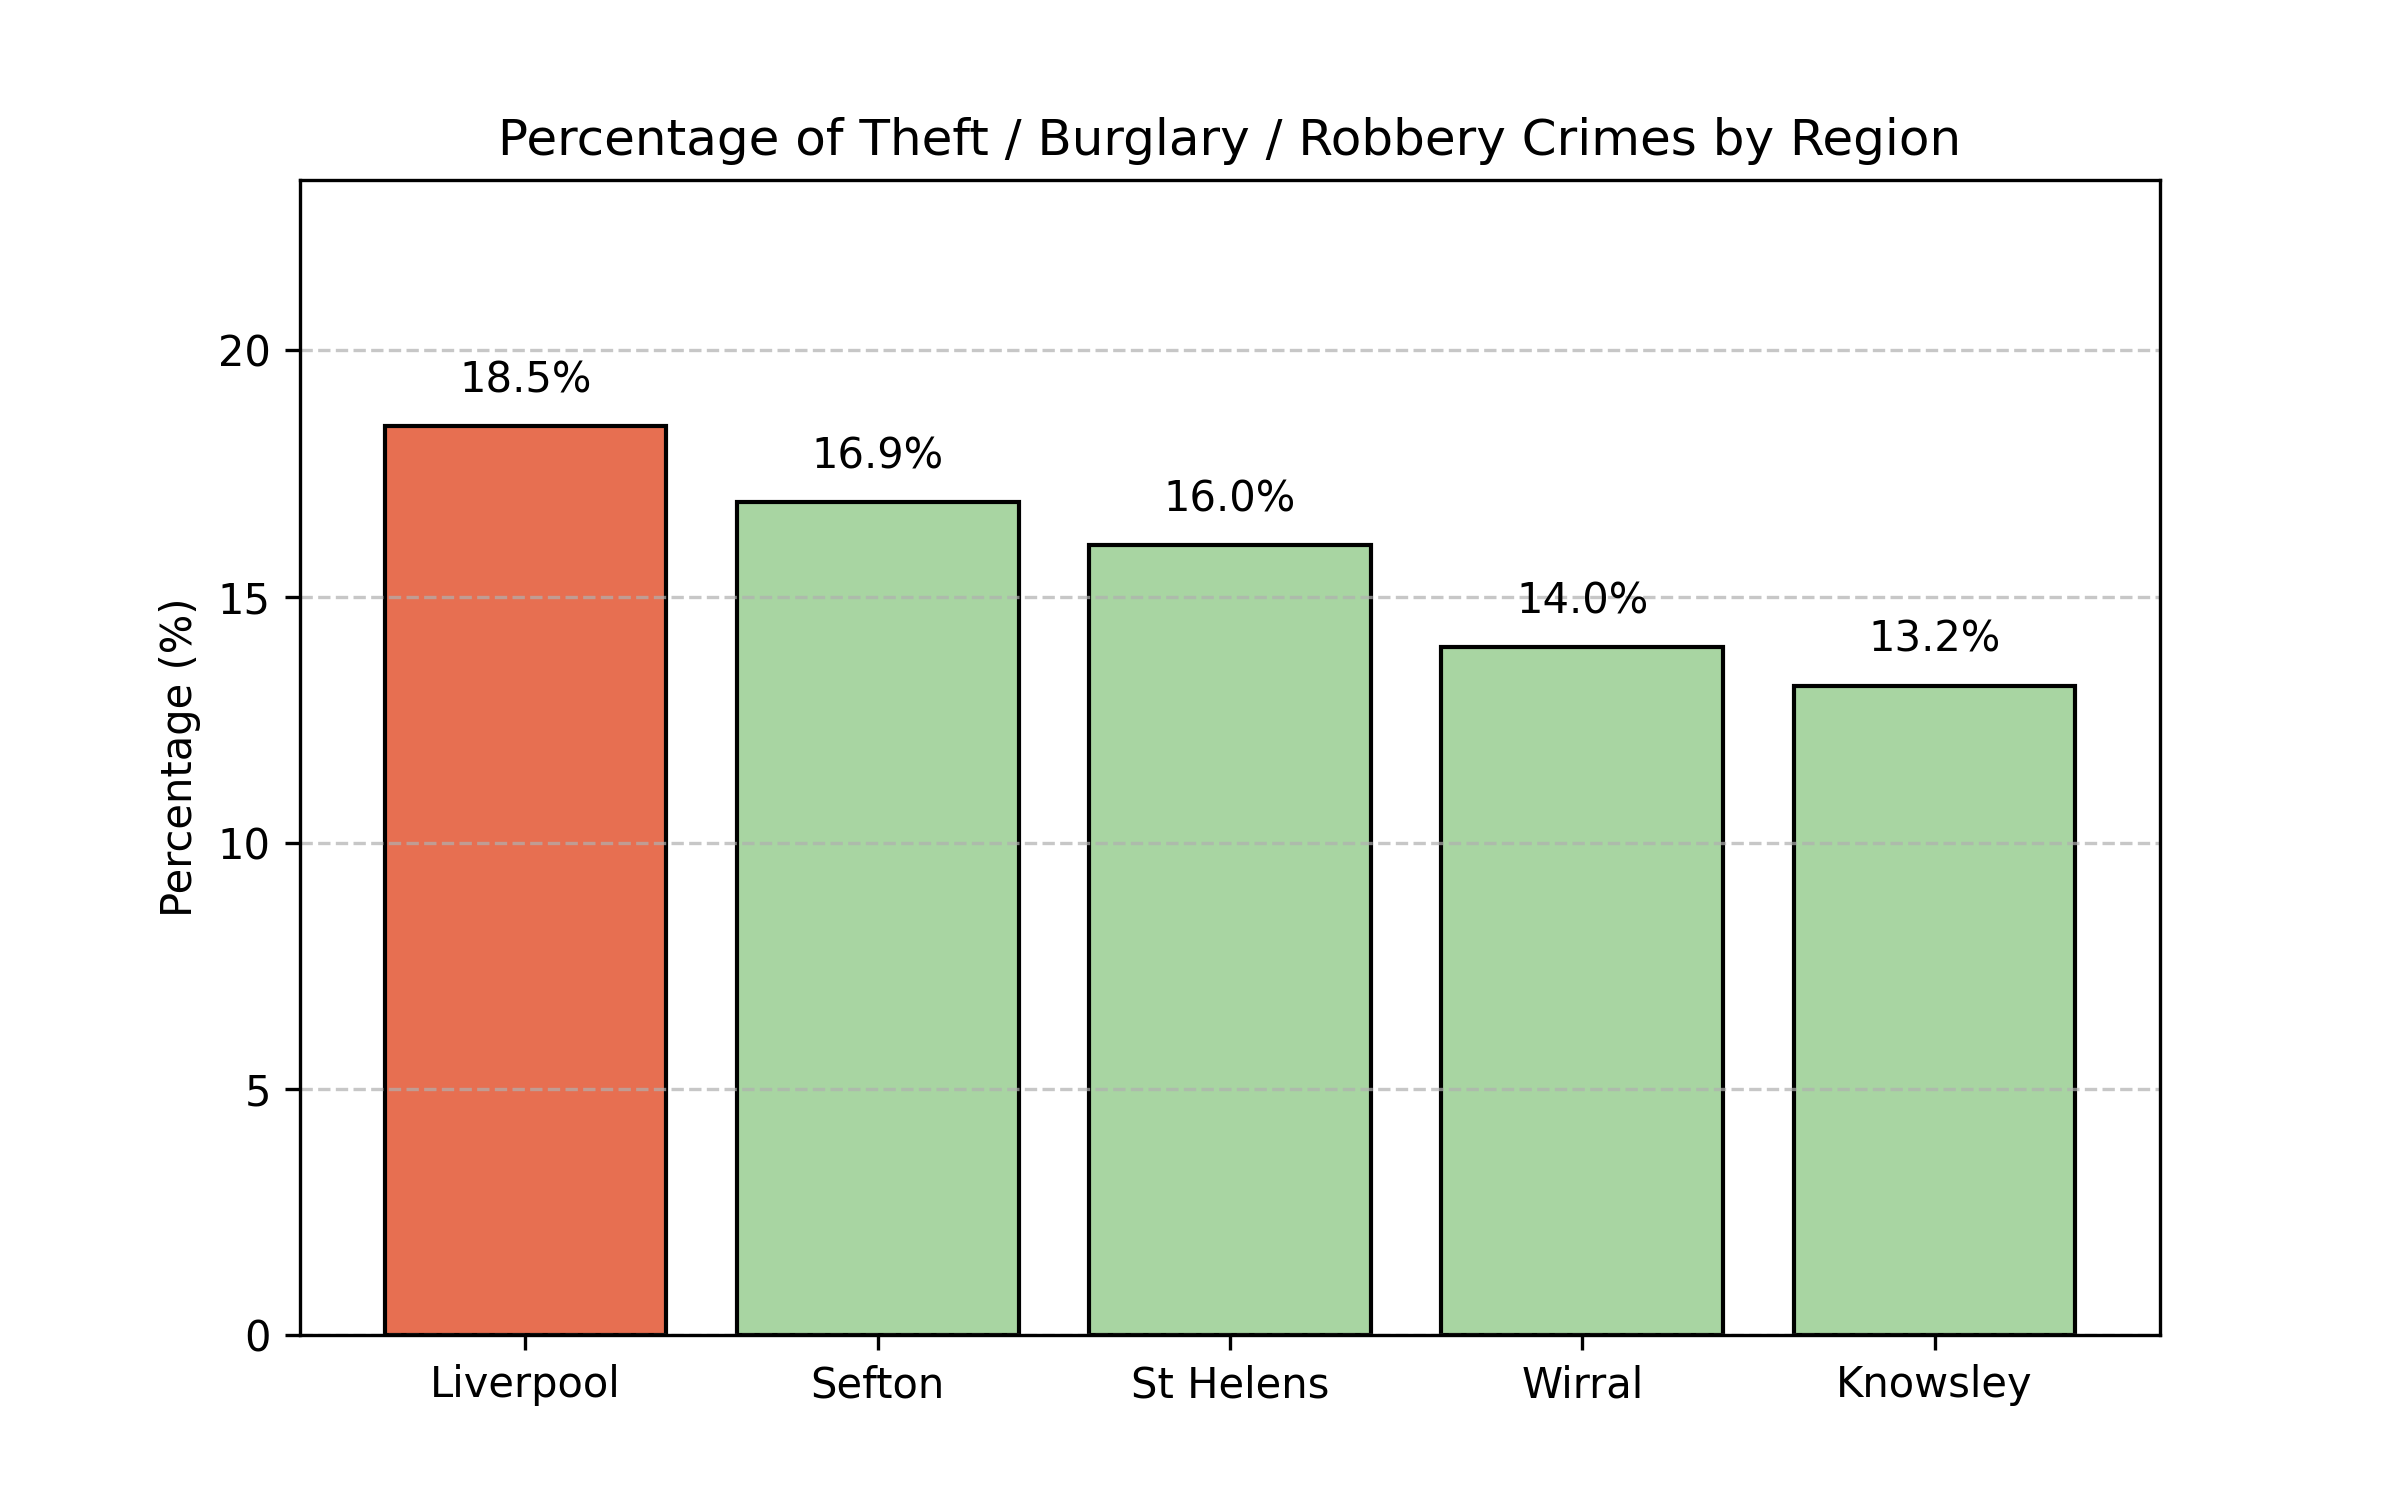 Percentage of Theft / Burglary / Robbery Crimes by Region
Percentage (%)
20
15
10
5
0
18.5%
16.9%
16.0%
14.0%
13.2%
Liverpool
Sefton
St Helens
Wirral
Knowsley